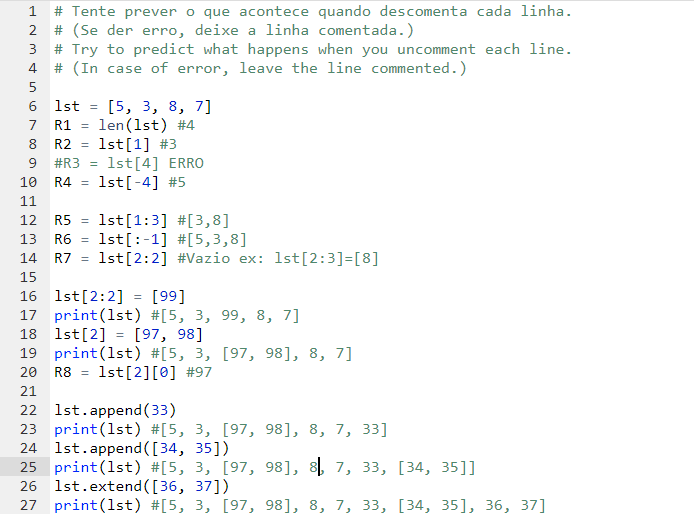 1 # Tente prever o que acontece quando descomenta cada linha.
2 # (Se der erro, deixe a linha comentada.)
3 # Try to predict what happens when you uncomment each line.
4 # (In case of error, leave the line commented.)
5
6 lst = [5, 3, 8, 7]
7 R1 = len(lst) #4
8 R2 = lst[1] #3
9 #R3 = lst[4] ERRO
10 R4 = lst[-4] #5
11
12 R5 = lst[1:3] #[3,8]
13 R6 = lst[:-1] #[5,3,8]
14 R7 = lst[2:2] #Vazio ex: lst[2:3]=[8]
15
16 lst[2:2] = [99]
17 print(lst) #[5, 3, 99, 8, 7]
18 lst[2] = [97, 98]
19 print(lst) #[5, 3, [97, 98], 8, 7]
20 R8 = lst[2][0] #97
21
22 lst.append(33)
23 print(lst) #[5, 3, [97, 98], 8, 7, 33]
24 lst.append([34, 35])
25 print(lst) #[5, 3, [97, 98], 8, 7, 33, [34, 35]]
26 lst.extend([36, 37])
27 print(lst) #[5, 3, [97, 98], 8, 7, 33, [34, 35], 36, 37]